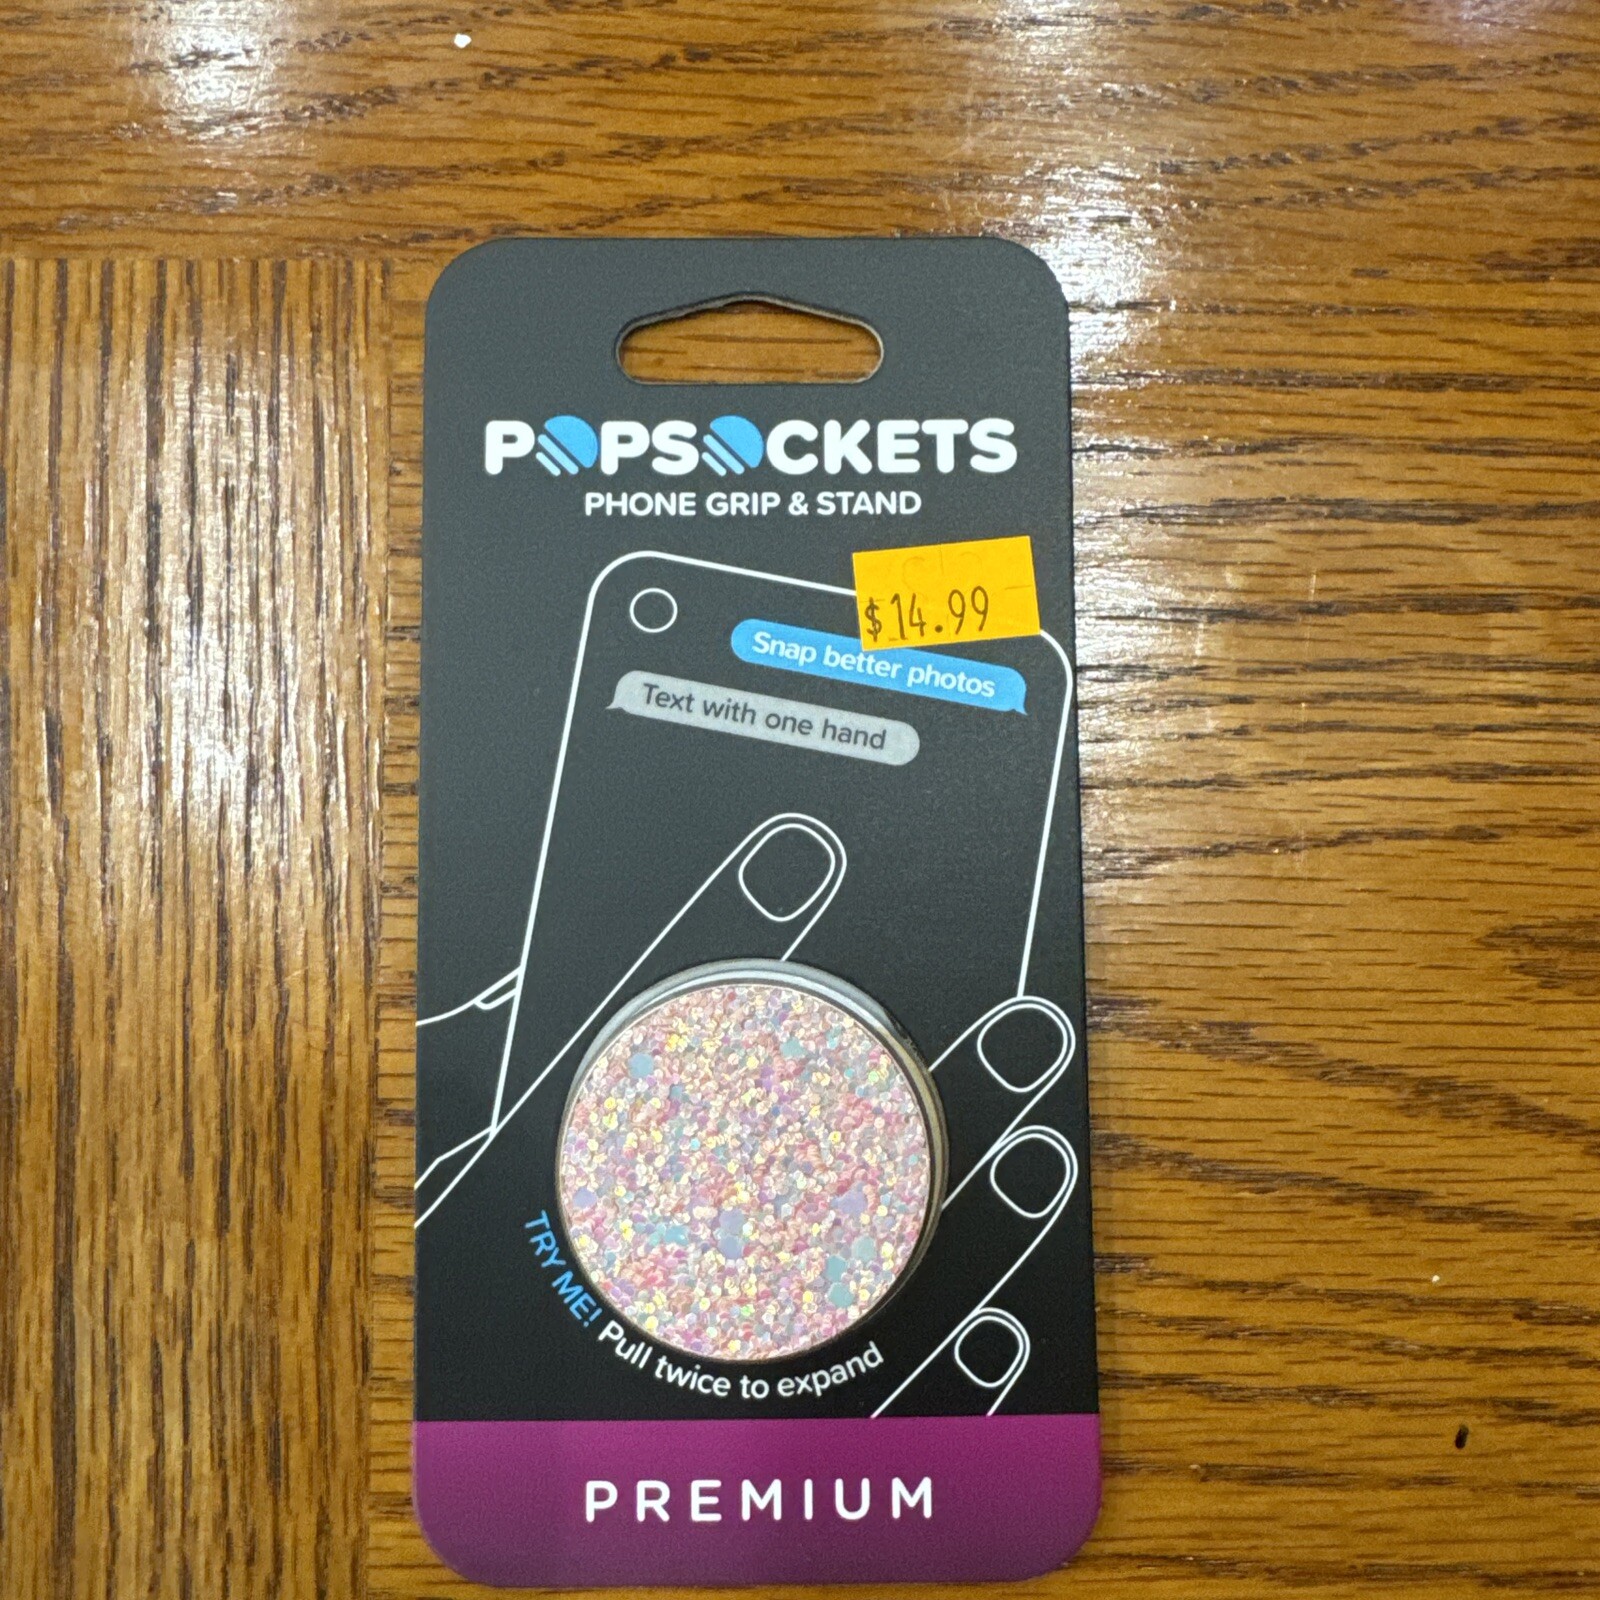 POPSOCKETS
PHONE GRIP & STAND
$14.99
Snap better photos
Text with one hand
TRY ME! Pull twice to expand
PREMIUM